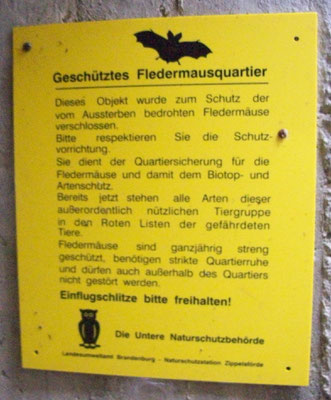 Geschütztes Fledermausquartier
Dieses Objekt wurde zum Schutz der
vom Aussterben bedrohten Fledermäuse
verschlossen.
Bitte respektieren Sie die Schutz-
vorrichtung.
Sie dient der Quartiersicherung für die
Fledermäuse und damit dem Biotop- und
Artenschutz.
Bereits jetzt stehen alle Arten dieser
außerordentlich nützlichen Tiergruppe
in den Roten Listen der gefährdeten
Tiere.
Fledermäuse sind ganzjährig streng
geschützt, benötigen strikte Quartierruhe
und dürfen auch außerhalb des Quartiers
nicht gestört werden.
Einflugschlitze bitte freihalten!
Die Untere Naturschutzbehörde
Landesumweltamt Brandenburg - Naturschutzstation Zippelsförde